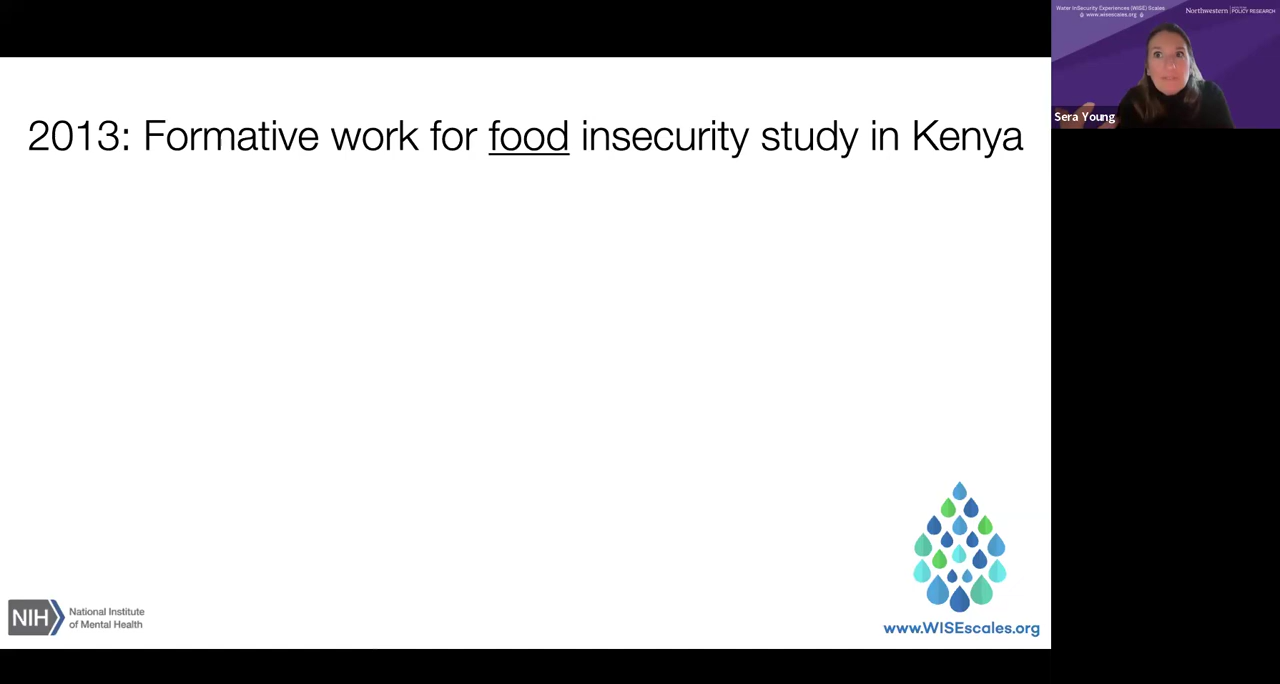 2013: Formative work for food insecurity study in Kenya
NIH National Institute
of Mental Health
www.WISEscales.org
Water InSecurity Experiences (WISE) Scales
www.wisescales.org
Northwestern
POLICY RESEARCH
Sera Young